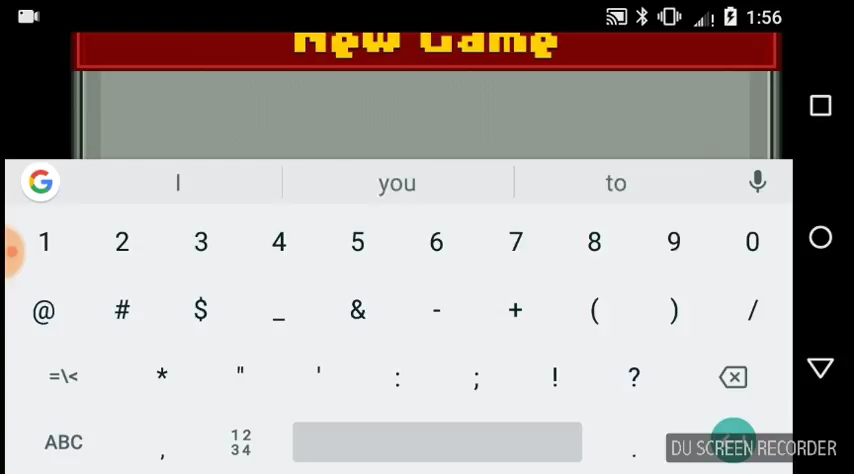 1:56
New Game
I you to
1 2 3 4 5 6 7 8 9 0
@ # $ _ & - + ( ) /
=\< * " ' : ; ! ?
ABC , 12 34 .
DU SCREEN RECORDER